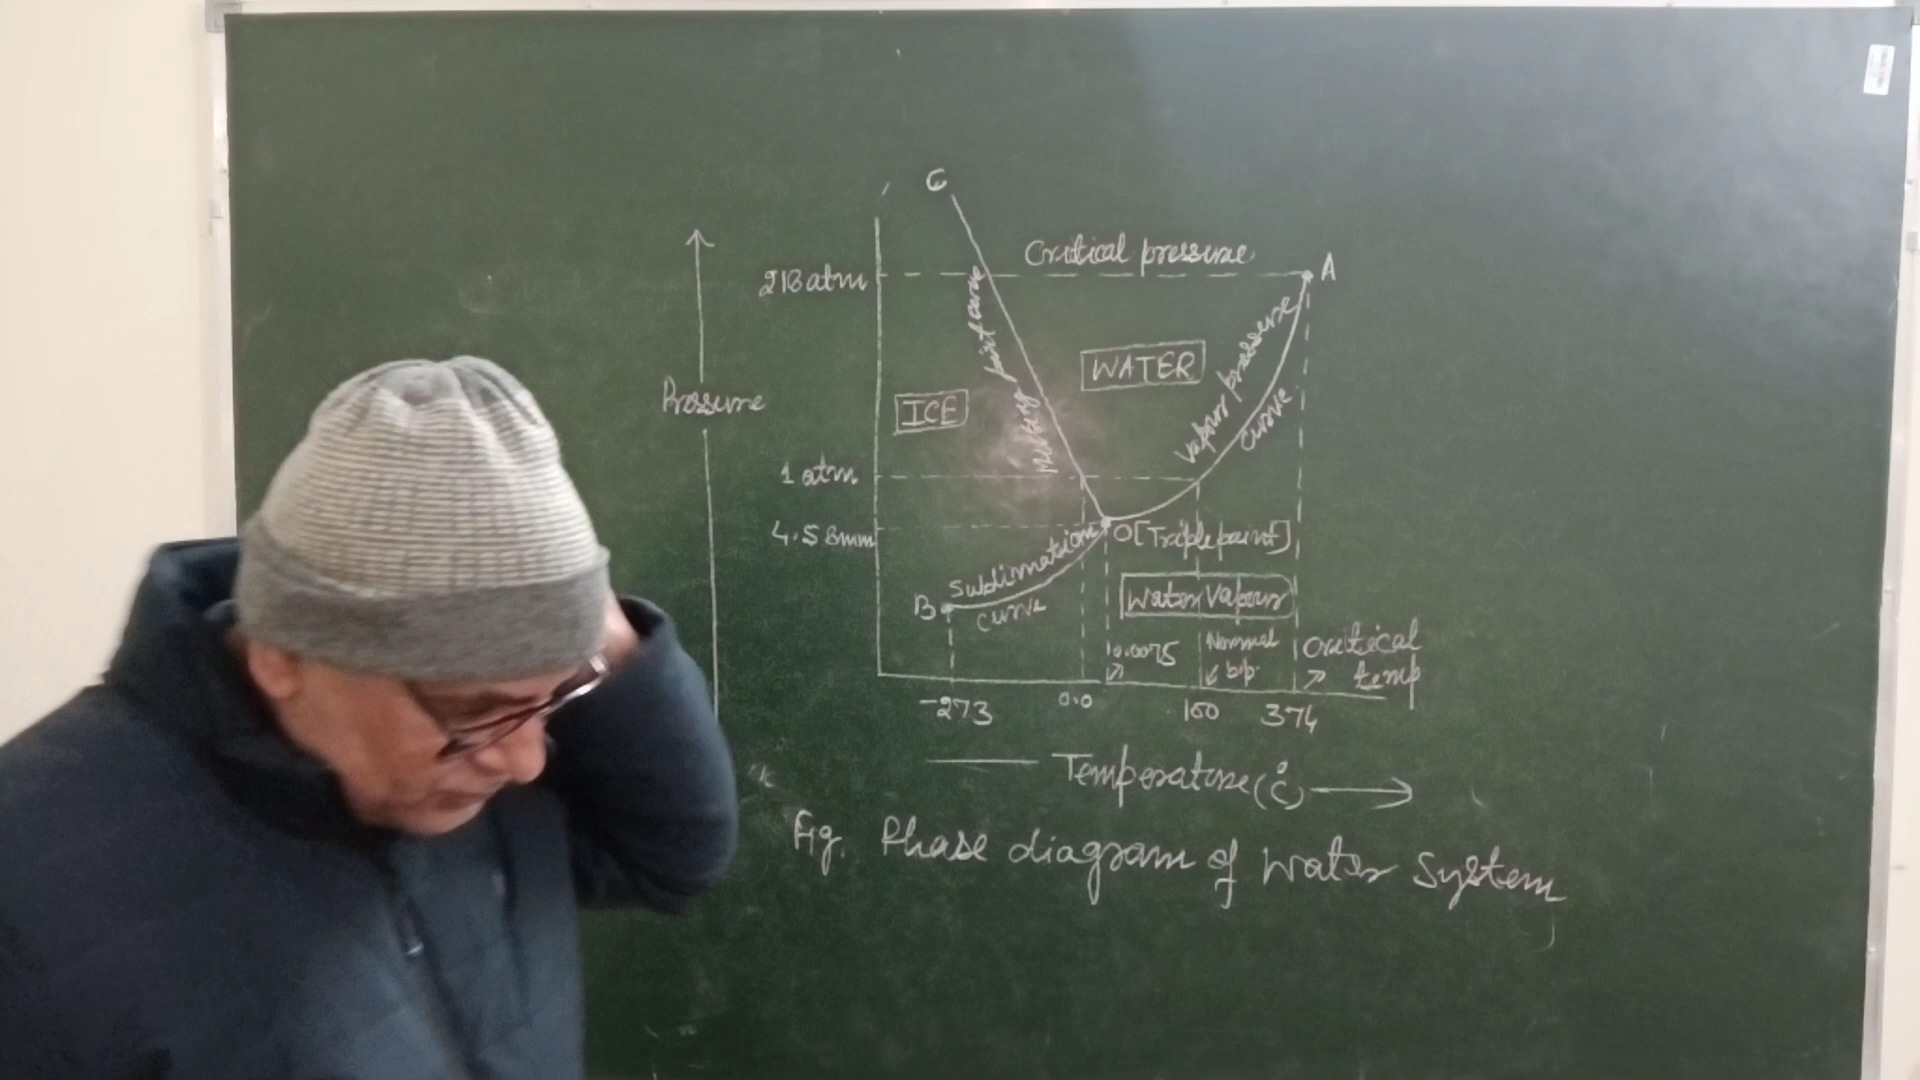 C
Critical pressure
A
218 atm
Melting point curve
Vapour pressure
curve
WATER
Pressure
ICE
1 atm
4.58mm
O[Triple point]
Sublimation
curve
B
Water Vapour
0.0075
Normal
b.p.
Critical
temp
-273
0.0
100
374
Temperature (°C)
Fig. Phase diagram of Water System